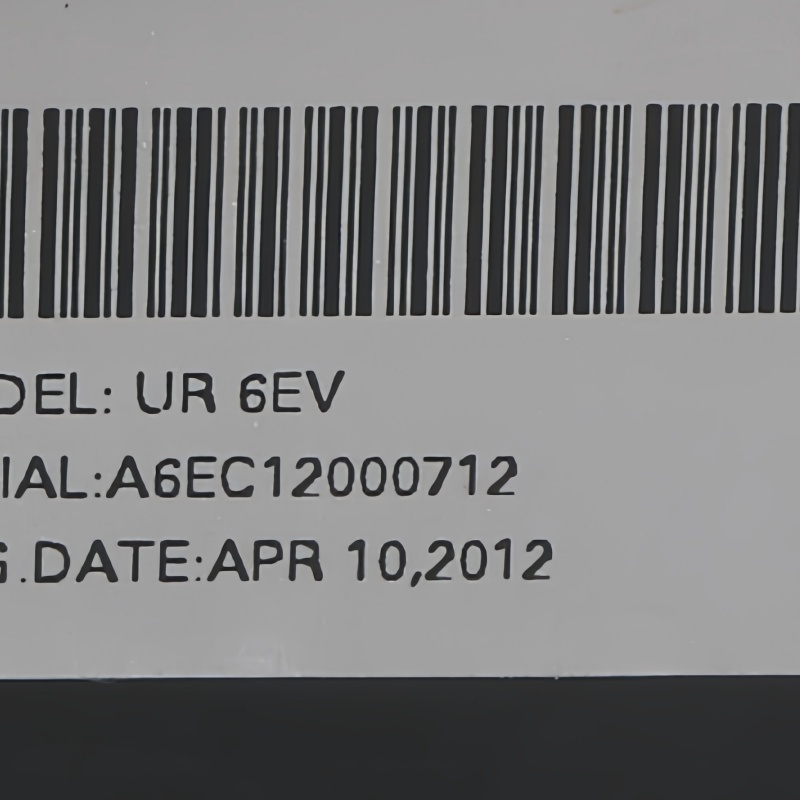 DEL: UR 6EV
IAL:A6EC12000712
G.DATE:APR 10,2012